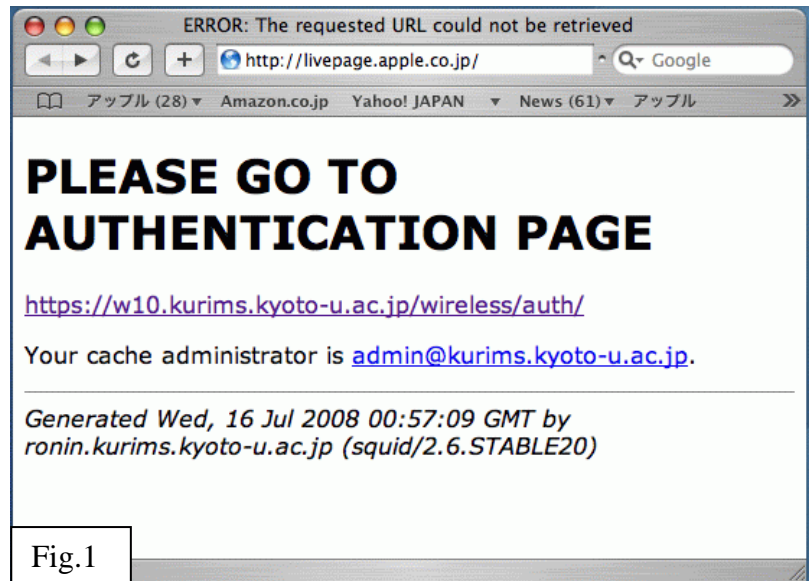 ERROR: The requested URL could not be retrieved
http://livepage.apple.co.jp/
Google
アップル (28) Amazon.co.jp Yahoo! JAPAN News (61) アップル
PLEASE GO TO
AUTHENTICATION PAGE
https://w10.kurims.kyoto-u.ac.jp/wireless/auth/
Your cache administrator is admin@kurims.kyoto-u.ac.jp.
Generated Wed, 16 Jul 2008 00:57:09 GMT by
ronin.kurims.kyoto-u.ac.jp (squid/2.6.STABLE20)
Fig.1